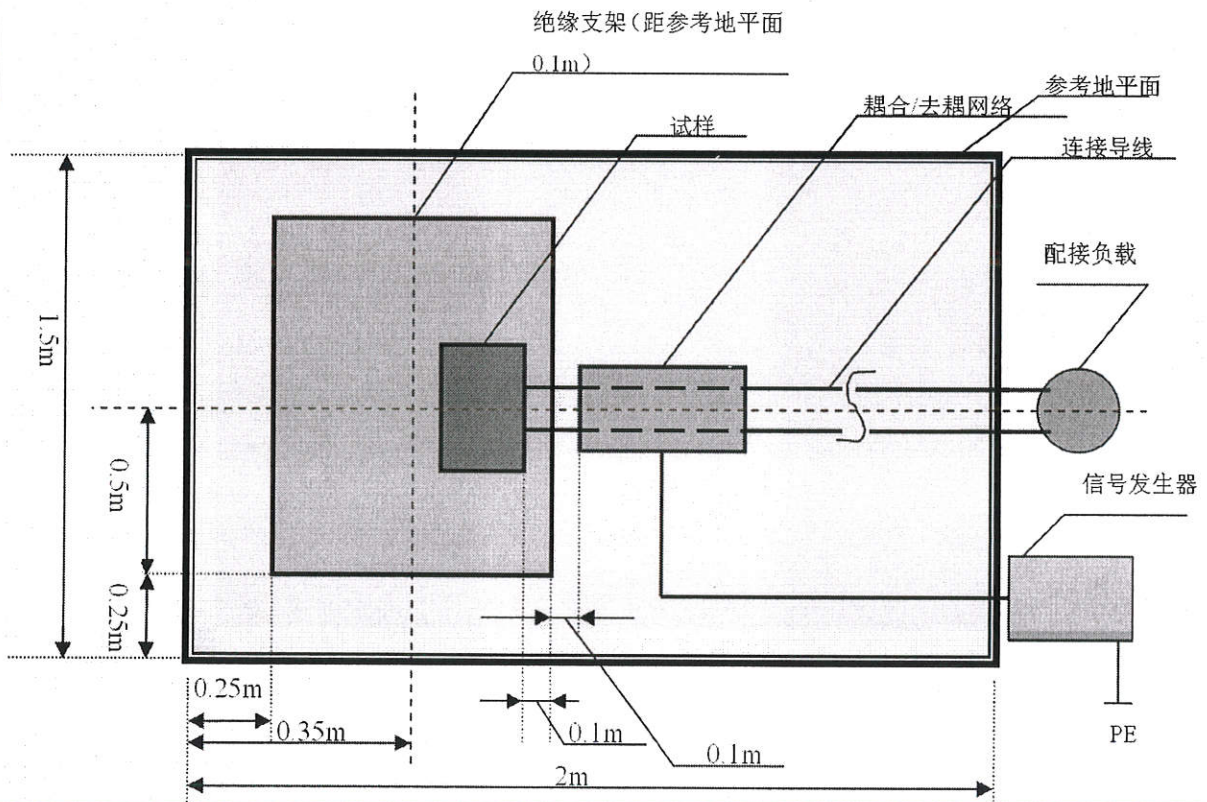 绝缘支架（距参考地平面
0.1m）
参考地平面
耦合/去耦网络
试样
连接导线
配接负载
1.5m
0.5m
信号发生器
0.25m
0.25m
0.35m
0.1m
PE
0.1m
2m